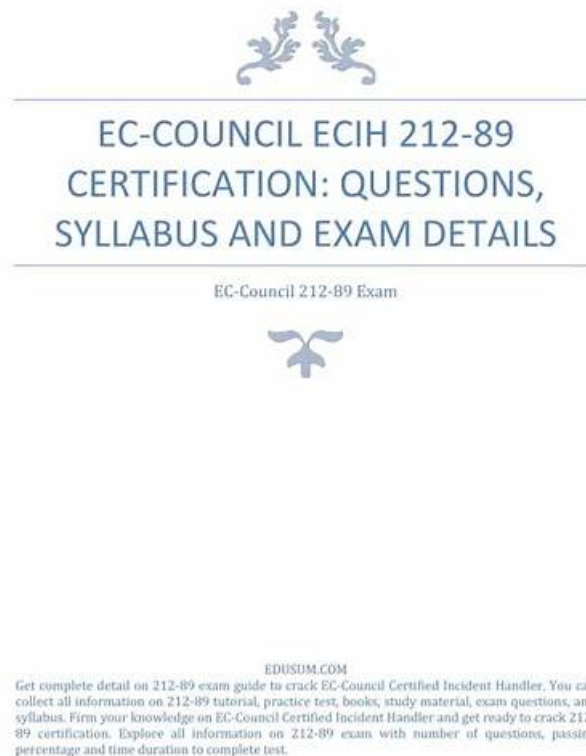 EC-COUNCIL ECIH 212-89
CERTIFICATION: QUESTIONS,
SYLLABUS AND EXAM DETAILS
EC-Council 212-89 Exam
EDUSUM.COM
Get complete detail on 212-89 exam guide to crack EC-Council Certified Incident Handler. You
collect all information on 212-89 tutorial, practice test, books, study material, exam questions,
syllabus. Firm your knowledge on EC-Council Certified Incident Handler and get ready to crack
89 certification. Explore all information on 212-89 exam with number of questions,
percentage and time duration to complete test.